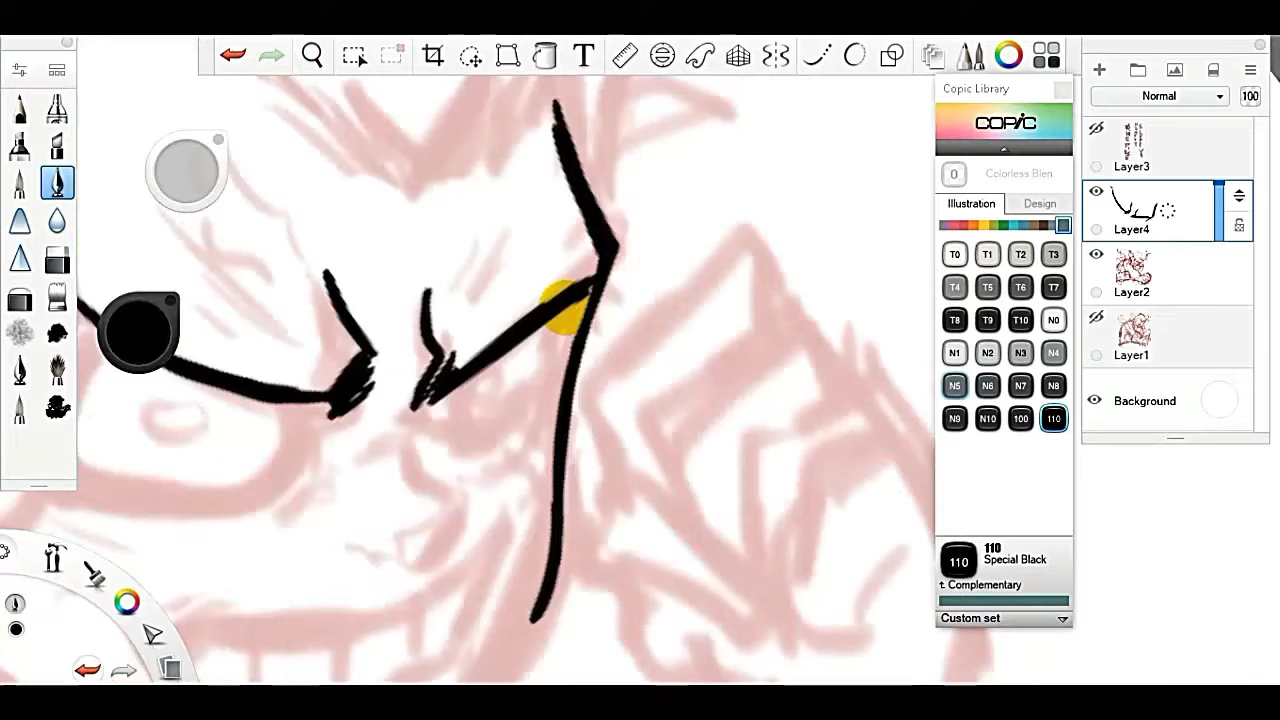 T
Copic Library
COPIC
0 Colorless Blen
Illustration Design
T0 T1 T2 T3
T4 T5 T6 T7
T8 T9 T10 N0
N1 N2 N3 N4
N5 N6 N7 N8
N9 N10 100 110
110
110 Special Black
t. Complementary
Custom set
Normal 100
Layer3
Layer4
Layer2
Layer1
Background